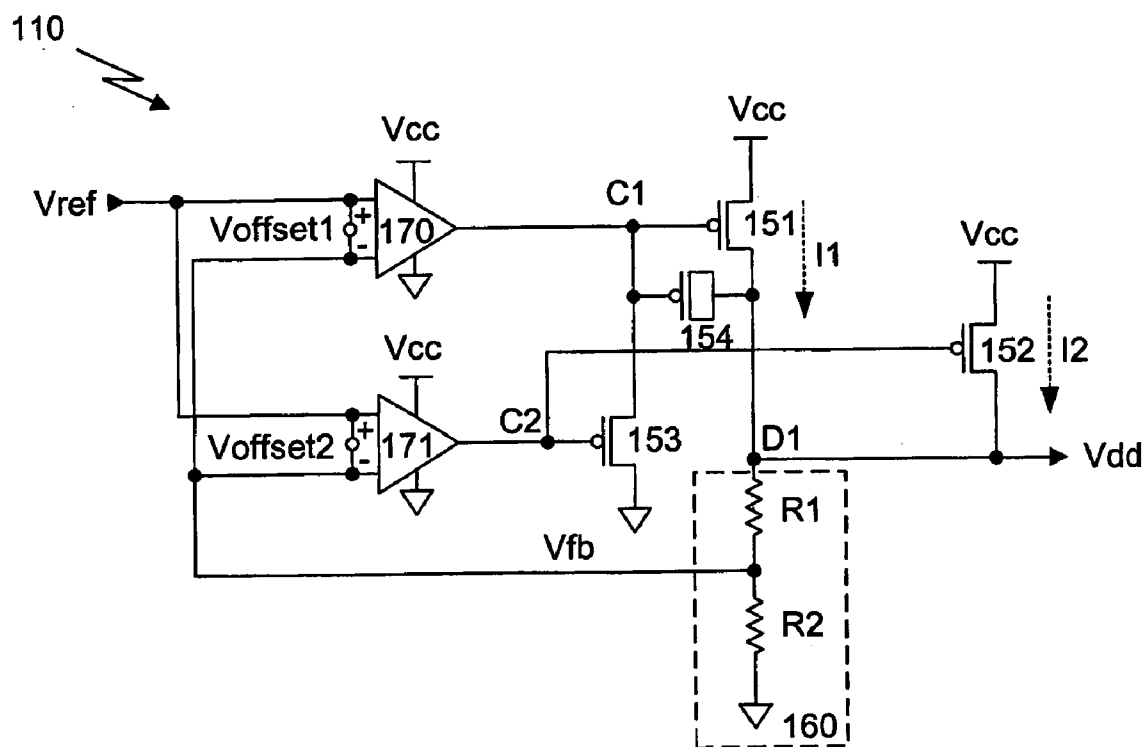 110
Vcc
Vcc
C1
Vref
Voffset1
+
-
170
151
I1
Vcc
154
Vcc
152
I2
C2
Voffset2
+
-
171
153
D1
Vdd
R1
Vfb
R2
160